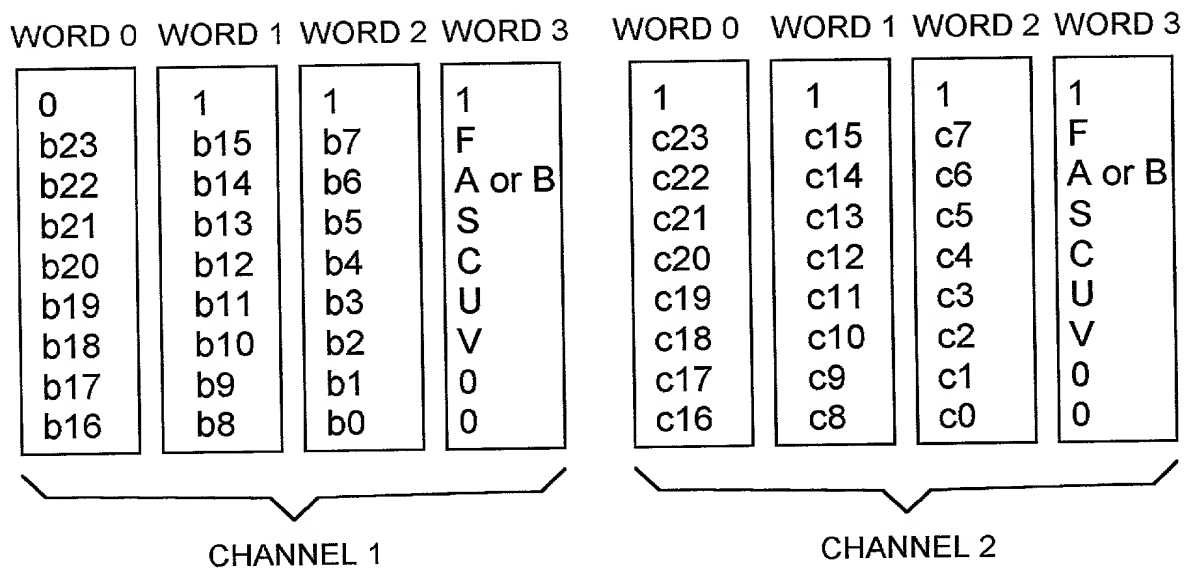 WORD 0 WORD 1 WORD 2 WORD 3 WORD 0 WORD 1 WORD 2 WORD 3
0 1 1 1 1 1 1 1
b23 b15 b7 F c23 c15 c7 F
b22 b14 b6 A or B c22 c14 c6 A or B
b21 b13 b5 S c21 c13 c5 S
b20 b12 b4 C c20 c12 c4 C
b19 b11 b3 U c19 c11 c3 U
b18 b10 b2 V c18 c10 c2 V
b17 b9 b1 0 c17 c9 c1 0
b16 b8 b0 0 c16 c8 c0 0
CHANNEL 1 CHANNEL 2